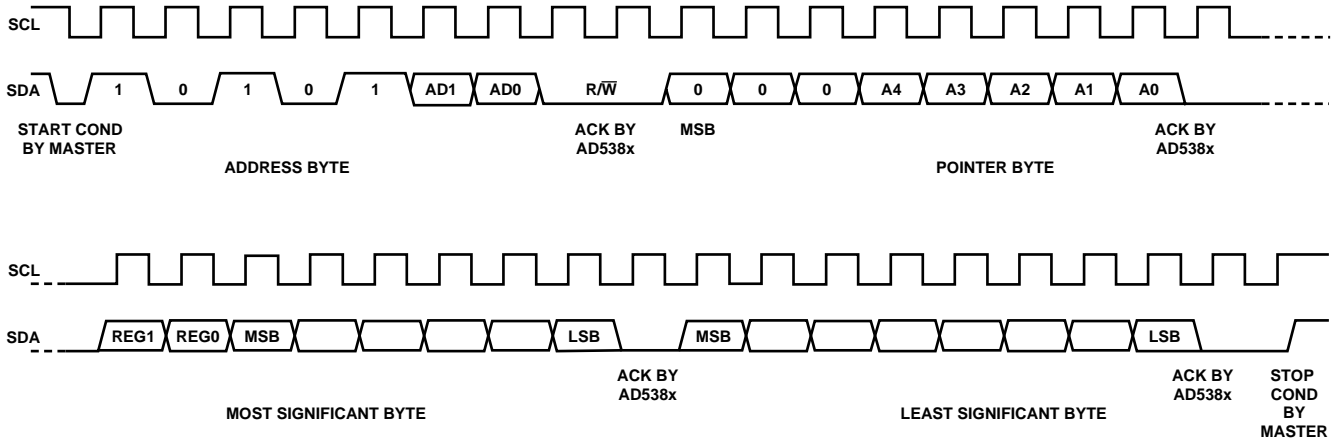 SCL
SDA 1 0 1 0 1 AD1 AD0 R/W̅ 0 0 0 A4 A3 A2 A1 A0
START COND BY MASTER
ACK BY AD538x
MSB
ACK BY AD538x
ADDRESS BYTE
POINTER BYTE
SCL
SDA REG1 REG0 MSB LSB MSB LSB
ACK BY AD538x
ACK BY AD538x
STOP COND BY MASTER
MOST SIGNIFICANT BYTE
LEAST SIGNIFICANT BYTE